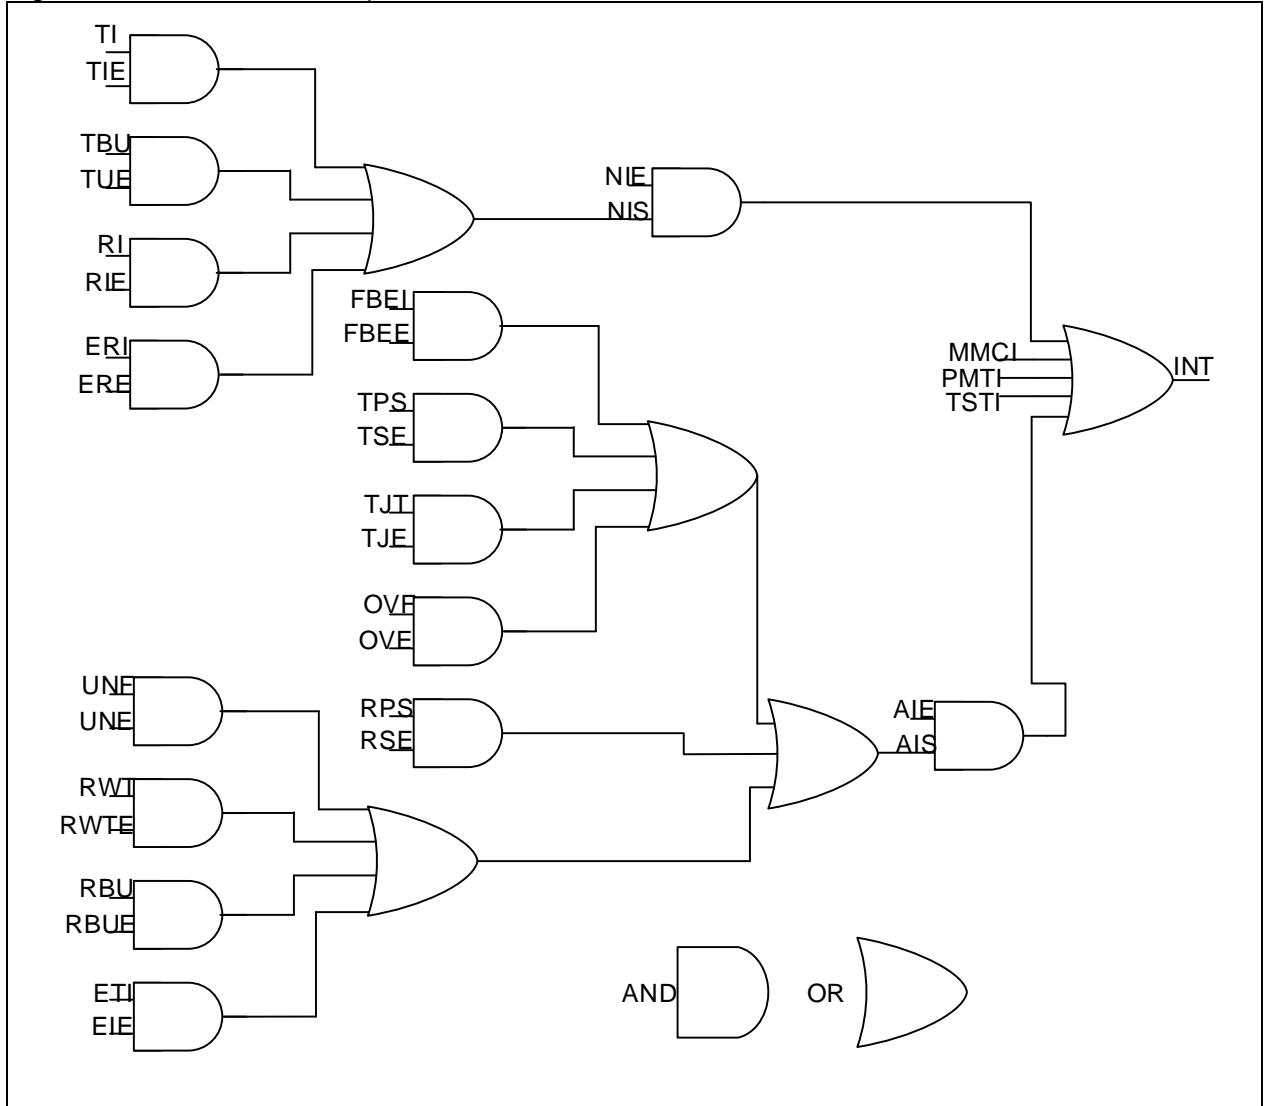 TI
TIE
TBU
TUE
RI
RIE
ERI
ERE
NIE
NIS
FBEI
FBEE
TPS
TSE
TJT
TJE
OVF
OVE
MMCI
PMTI
TSTI
INT
UNF
UNE
RWT
RWTE
RBU
RBUE
ETI
EIE
RPS
RSE
AIE
AIS
AND
OR